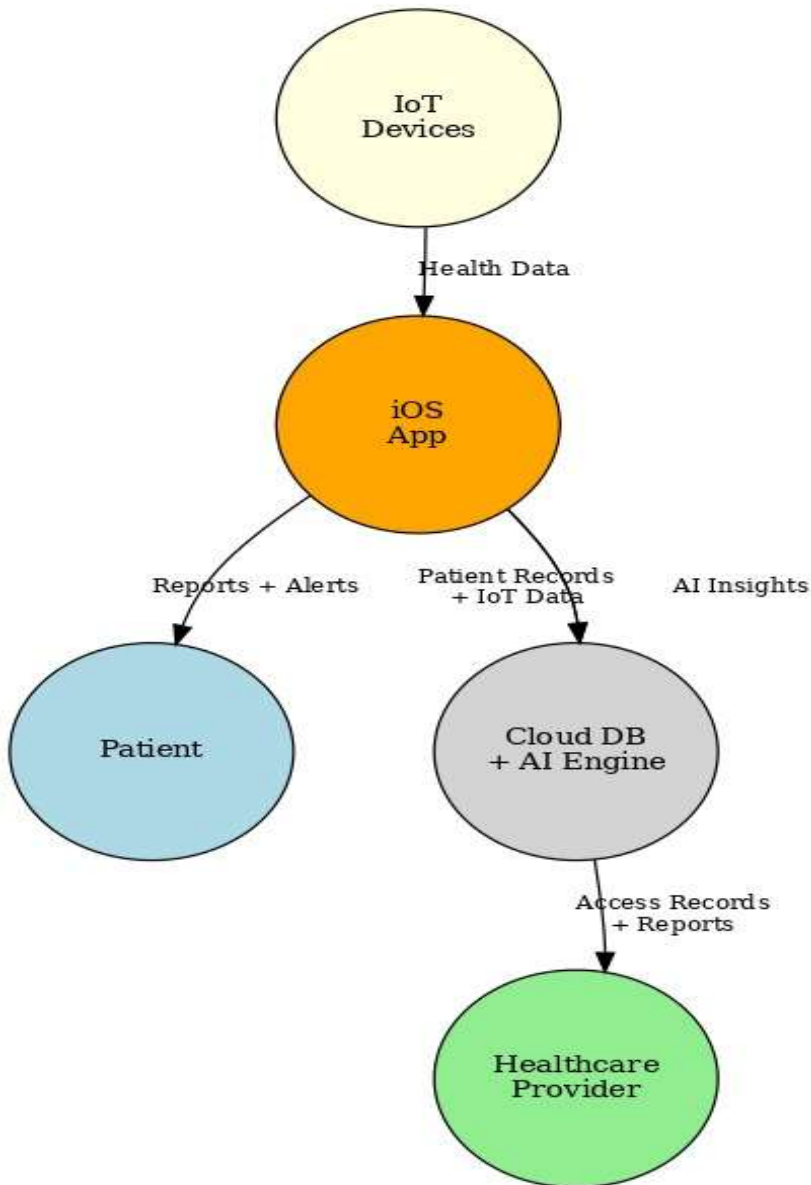 IoT
Devices
Health Data
iOS
App
Reports + Alerts
Patient Records
+ IoT Data
AI Insights
Patient
Cloud DB
+ AI Engine
Access Records
+ Reports
Healthcare
Provider